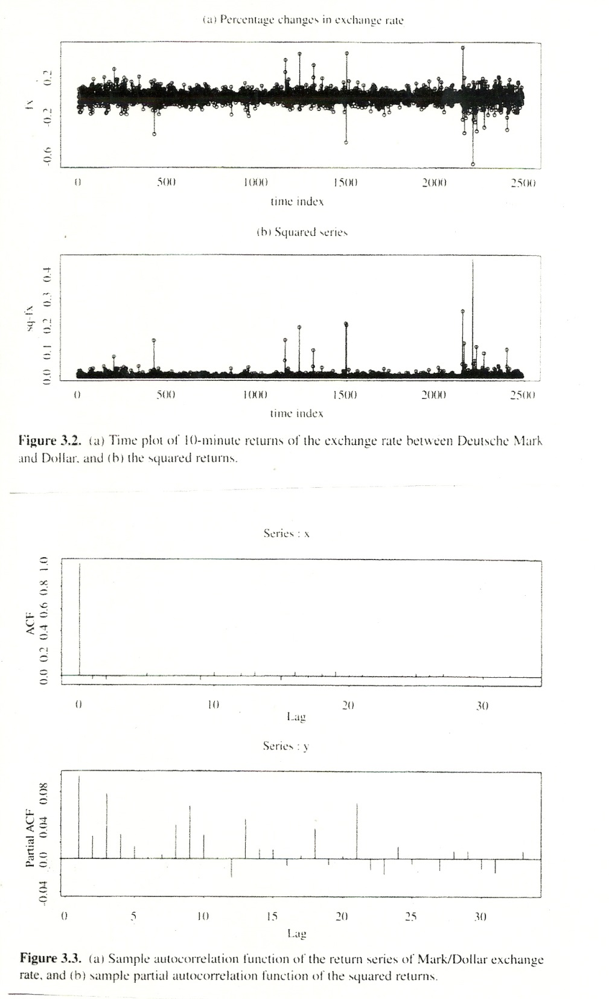 (a) Percentage changes in exchange rate
fx
0.2
-0.2
-0.6
0 500 1000 1500 2000 2500
time index
(b) Squared series
sq-fx
0.0 0.1 0.2 0.3 0.4
0 500 1000 1500 2000 2500
time index
Figure 3.2. (a) Time plot of 10-minute returns of the exchange rate between Deutsche Mark
and Dollar, and (b) the squared returns.
Series : x
ACF
0.0 0.2 0.4 0.6 0.8 1.0
0 10 20 30
Lag
Series : y
Partial ACF
-0.04 0.0 0.04 0.08
0 5 10 15 20 25 30
Lag
Figure 3.3. (a) Sample autocorrelation function of the return series of Mark/Dollar exchange
rate, and (b) sample partial autocorrelation function of the squared returns.